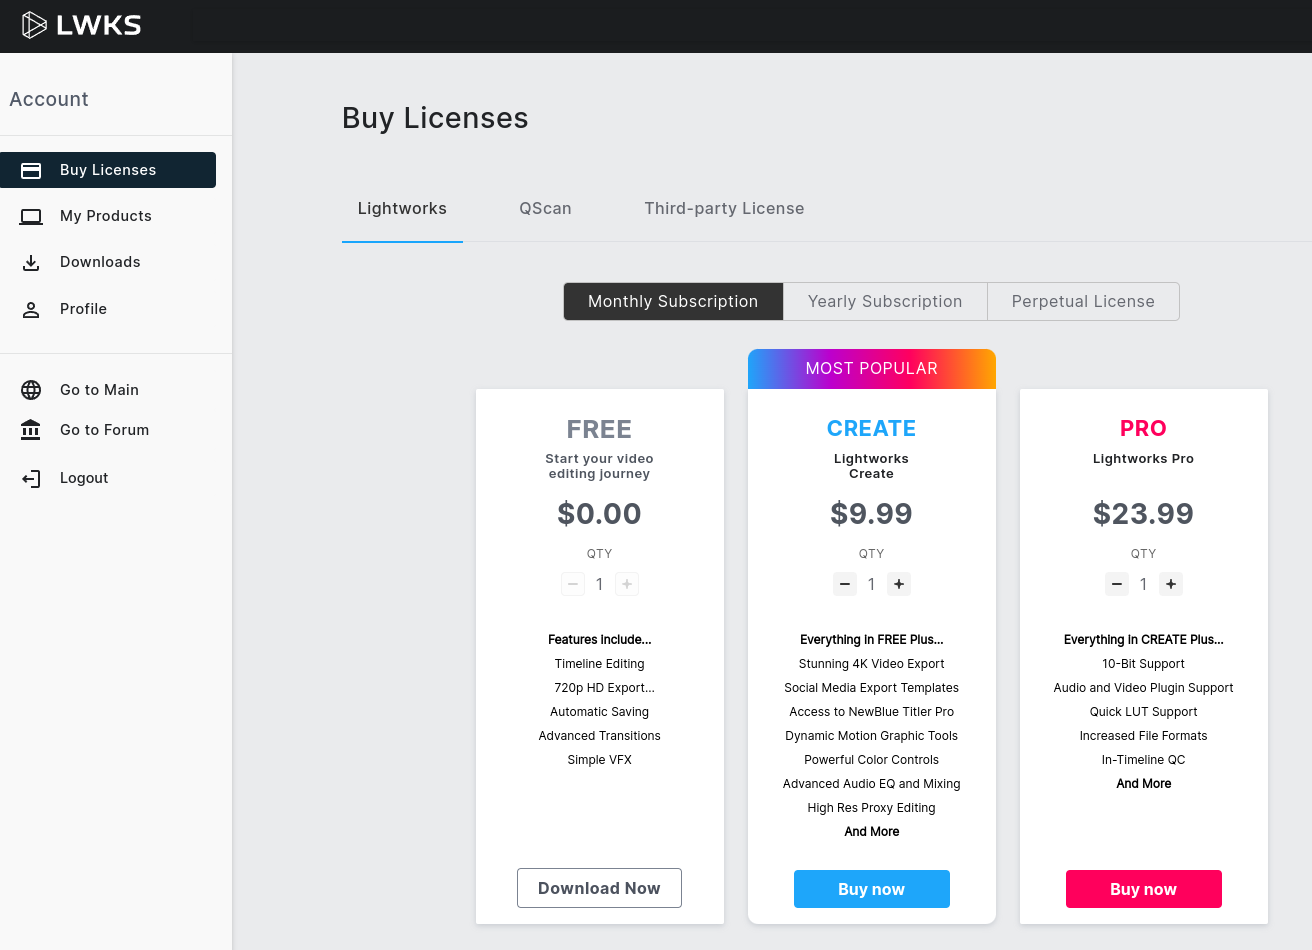 LWKS
Account
Buy Licenses
My Products
Downloads
Profile
Go to Main
Go to Forum
Logout
Buy Licenses
Lightworks
QScan
Third-party License
Monthly Subscription
Yearly Subscription
Perpetual License
FREE
Start your video
editing journey
$0.00
QTY
− 1 +
Features include...
Timeline Editing
720p HD Export...
Automatic Saving
Advanced Transitions
Simple VFX
Download Now
MOST POPULAR
CREATE
Lightworks
Create
$9.99
QTY
− 1 +
Everything in FREE Plus...
Stunning 4K Video Export
Social Media Export Templates
Access to NewBlue Titler Pro
Dynamic Motion Graphic Tools
Powerful Color Controls
Advanced Audio EQ and Mixing
High Res Proxy Editing
And More
Buy now
PRO
Lightworks Pro
$23.99
QTY
− 1 +
Everything in CREATE Plus...
10-Bit Support
Audio and Video Plugin Support
Quick LUT Support
Increased File Formats
In-Timeline QC
And More
Buy now